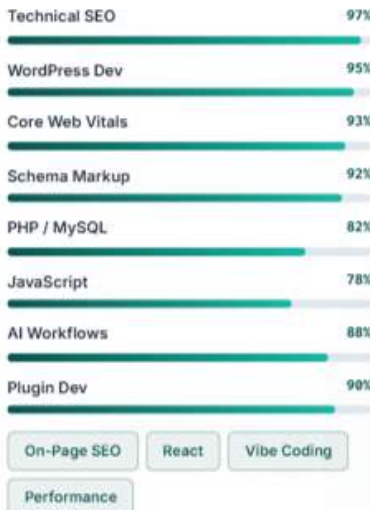 Technical SEO 97%
WordPress Dev 95%
Core Web Vitals 93%
Schema Markup 92%
PHP / MySQL 82%
JavaScript 78%
AI Workflows 88%
Plugin Dev 90%
On-Page SEO React Vibe Coding
Performance